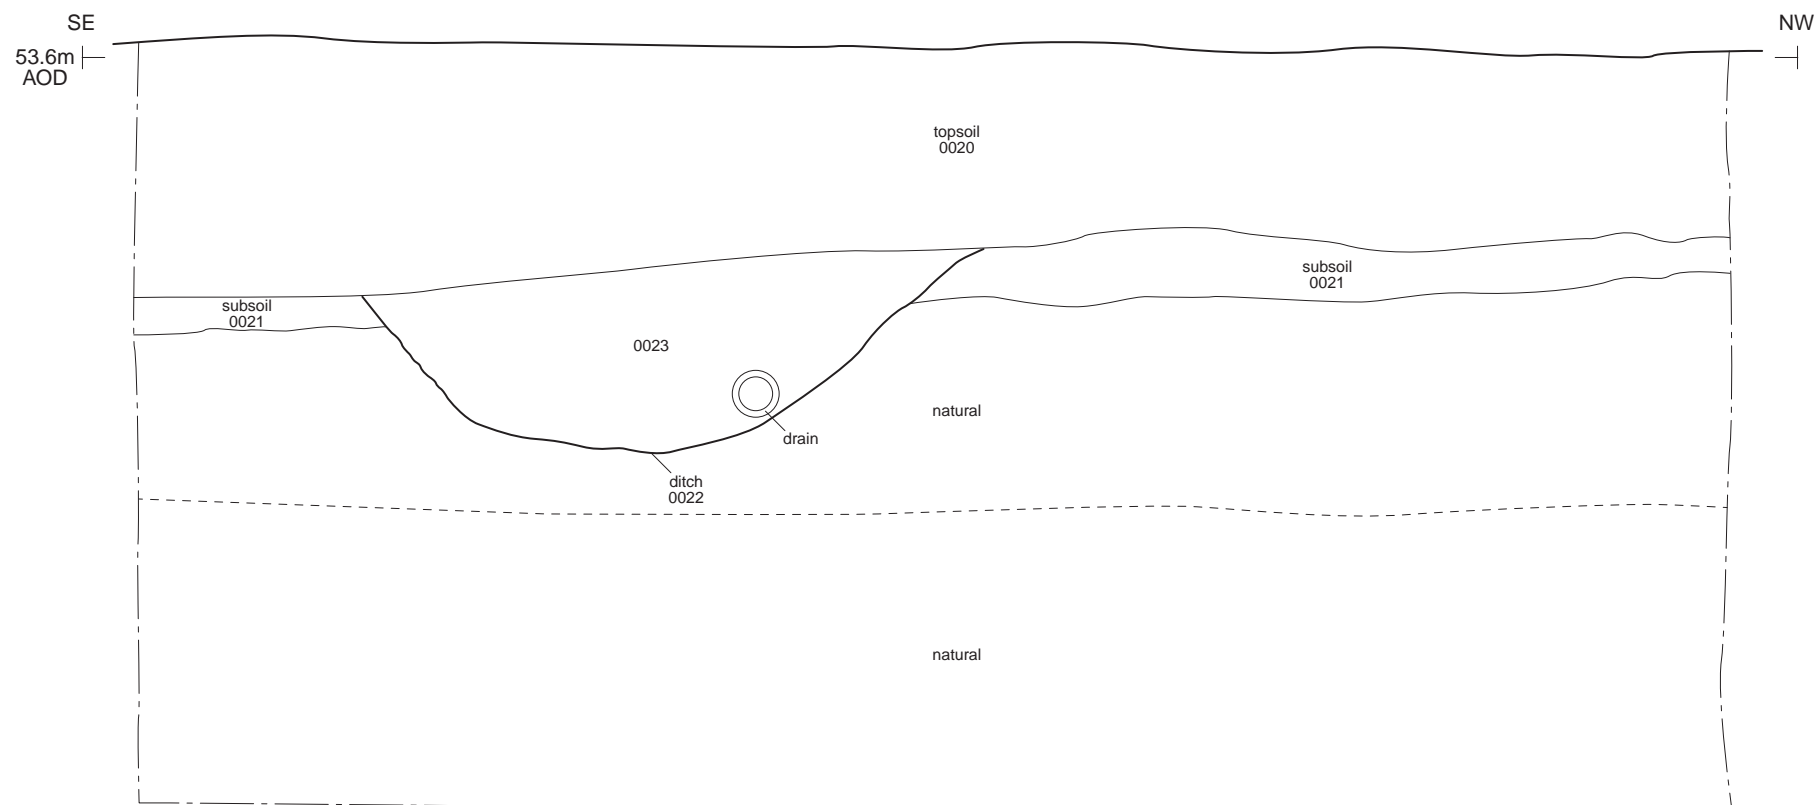 SE
NW
53.6m
AOD
topsoil
0020
subsoil
0021
subsoil
0021
0023
natural
drain
ditch
0022
natural